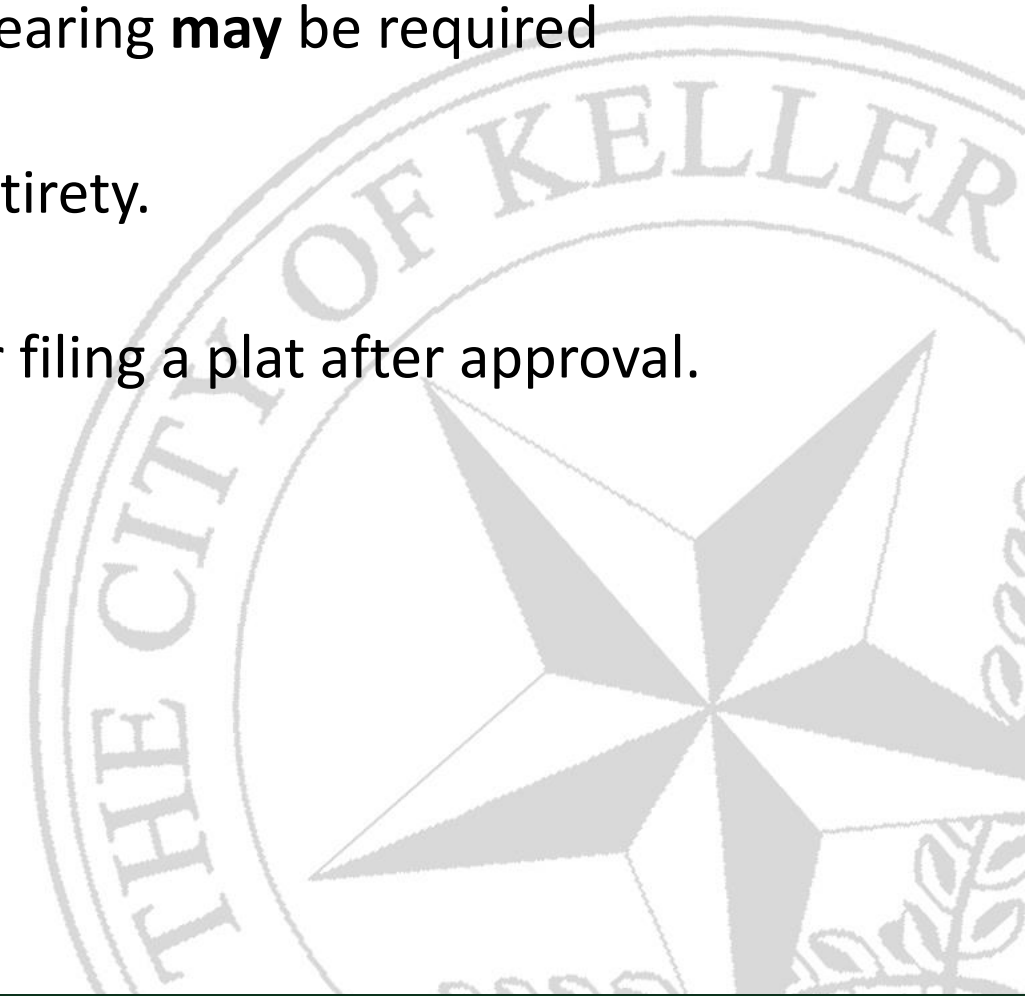 earing may be required
tirety.
filing a plat after approval.
THE CITY OF KELLER